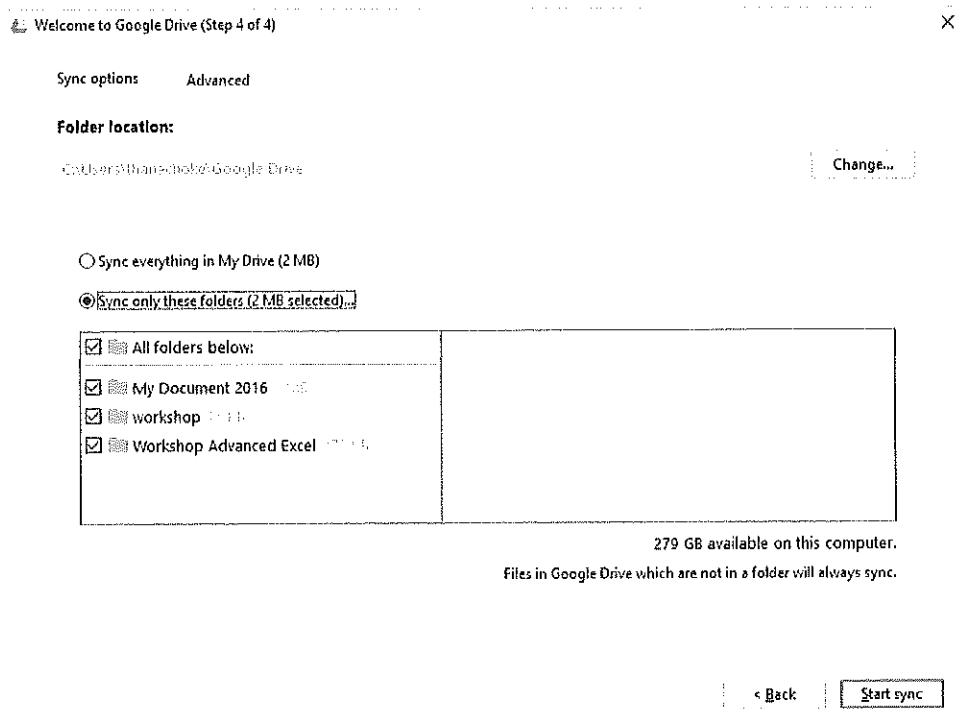 Welcome to Google Drive (Step 4 of 4)
Sync options Advanced
Folder location:
Google Drive
Change...
Sync everything in My Drive (2 MB)
Sync only these folders (2 MB selected)...
All folders below:
My Document 2016
workshop
Workshop Advanced Excel
279 GB available on this computer.
Files in Google Drive which are not in a folder will always sync.
< Back Start sync